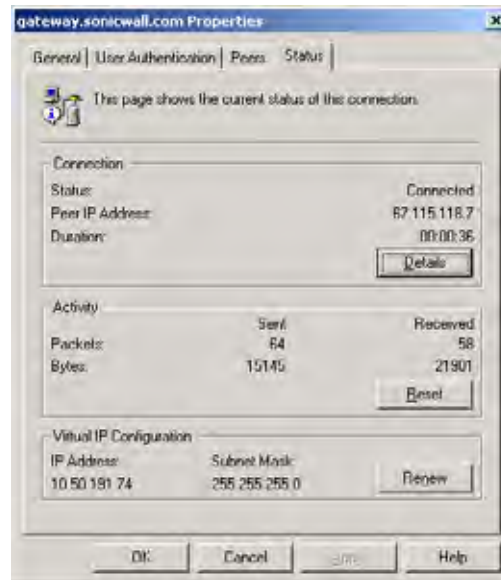 gateway.sonicwall.com Properties
General User Authentication Peers Status
This page shows the current status of this connection.
Connection
Status: Connected
Peer IP Address: 67.115.118.7
Duration: 00:00:36
Details
Activity
Sent Received
Packets: 64 58
Bytes: 15145 21901
Reset
Virtual IP Configuration
IP Address: Subnet Mask:
10.50.191.74 255.255.255.0 Renew
OK Cancel Apply Help